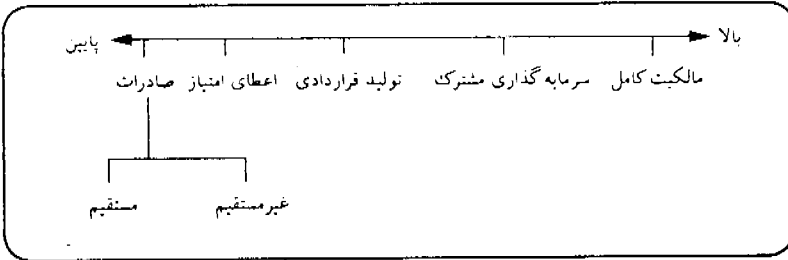 بالا پایین
مالکیت کامل سرمایه گذاری مشترک تولید قراردادی اعطای امتیاز صادرات
غیرمستقیم مستقیم